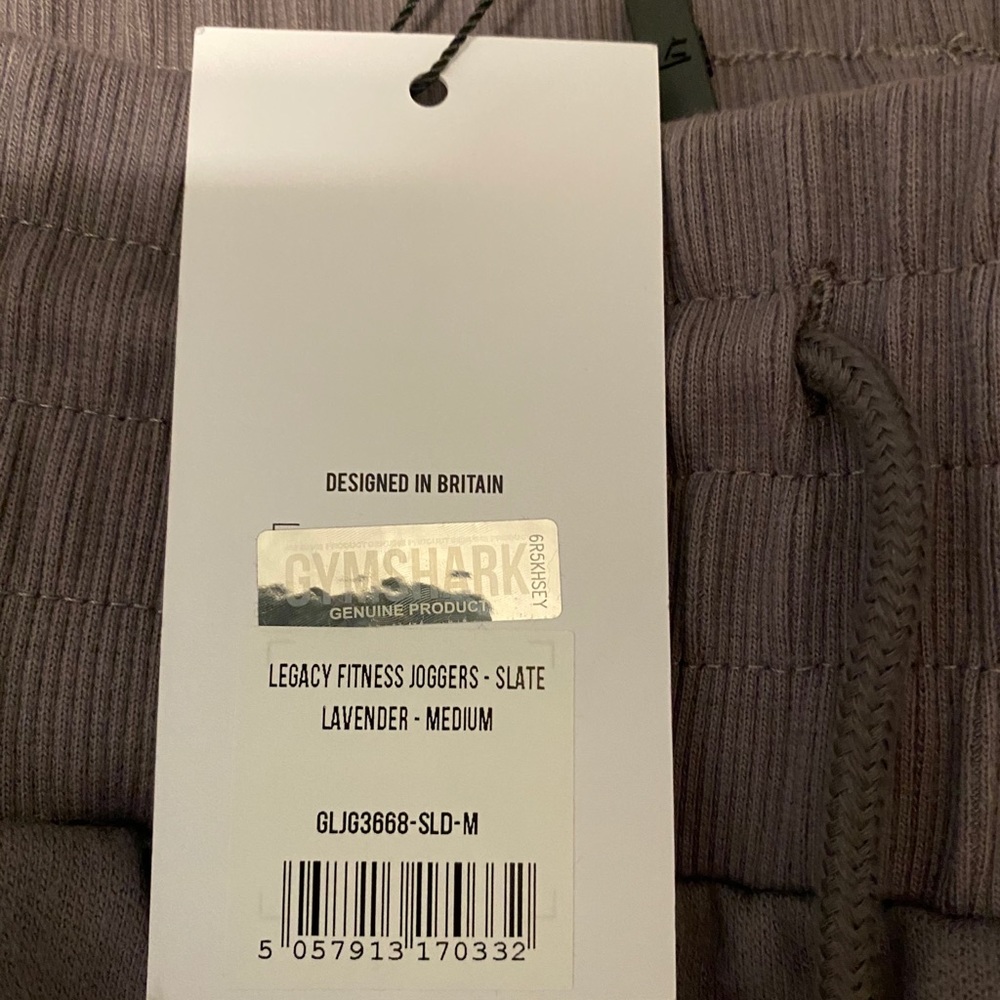 DESIGNED IN BRITAIN
GYMSHARK
6R5KHSEY
GENUINE PRODUCT
LEGACY FITNESS JOGGERS - SLATE
LAVENDER - MEDIUM
GLJG3668-SLD-M
5 057913 170332